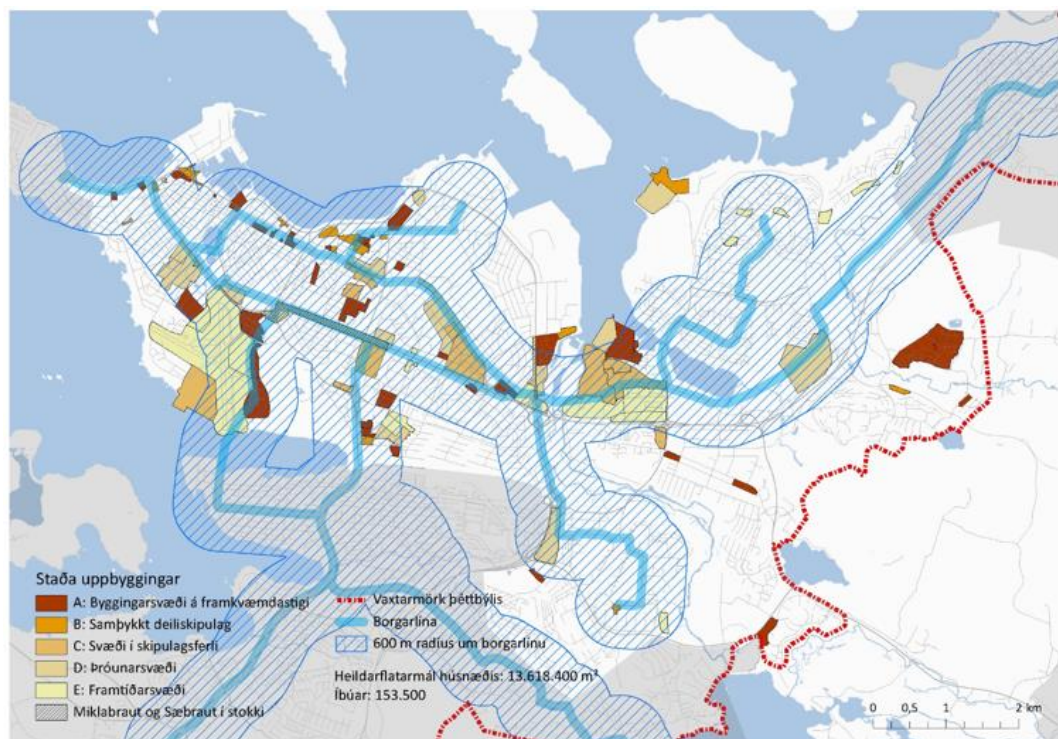 Staða uppbyggingar
A: Byggingarsvæði á framkvæmdastigi
B: Samþykkt deiliskipulag
C: Svæði í skipulagsferli
D: Þróunarsvæði
E: Framtíðarsvæði
Miklabraut og Sæbraut í stokki
Vaxtarmörk þéttbýlis
Borgarlína
600 m radíus um borgarlínu
Heildarflatarmál húsnæðis: 13.618.400 m²
Íbúar: 153.500
0 0,5 1 2 km